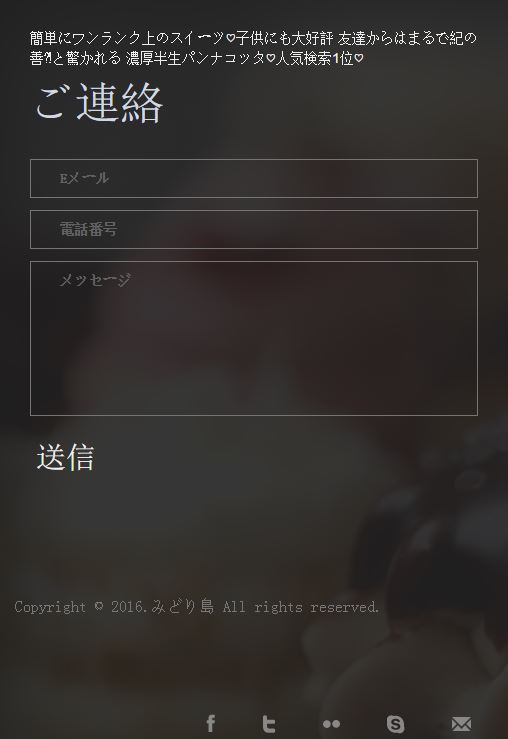 簡単にワンランク上のスイーツ♡子供にも大好評 友達からはまるで紀の
善⁈と驚かれる 濃厚半生パンナコッタ♡人気検索1位♡
ご連絡
Eメール
電話番号
メッセージ
送信
Copyright © 2016.みどり島 All rights reserved.